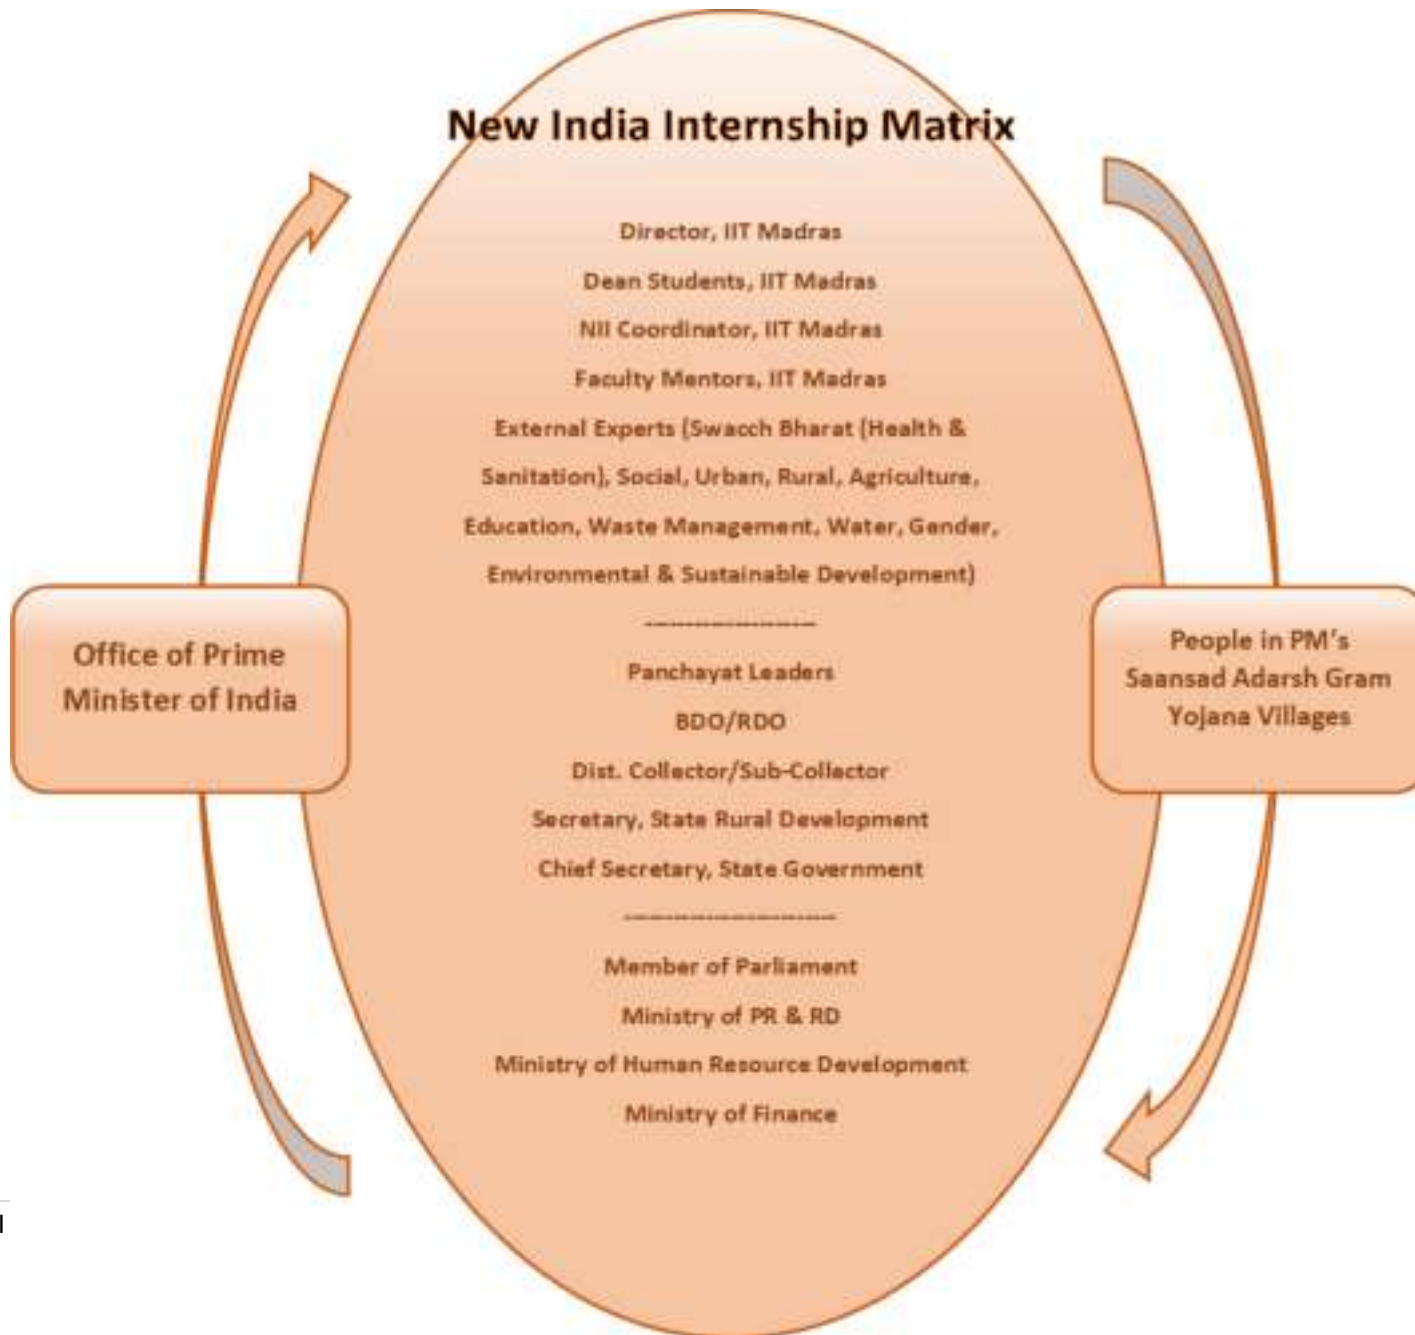 New India Internship Matrix
Director, IIT Madras
Dean Students, IIT Madras
NII Coordinator, IIT Madras
Faculty Mentors, IIT Madras
External Experts (Swacch Bharat (Health &
Sanitation), Social, Urban, Rural, Agriculture,
Education, Waste Management, Water, Gender,
Environmental & Sustainable Development)
--------------------
Office of Prime
Minister of India
Panchayat Leaders
BDO/RDO
Dist. Collector/Sub-Collector
Secretary, State Rural Development
Chief Secretary, State Government
-------------------------
Member of Parliament
Ministry of PR & RD
Ministry of Human Resource Development
Ministry of Finance
People in PM's
Saansad Adarsh Gram
Yojana Villages